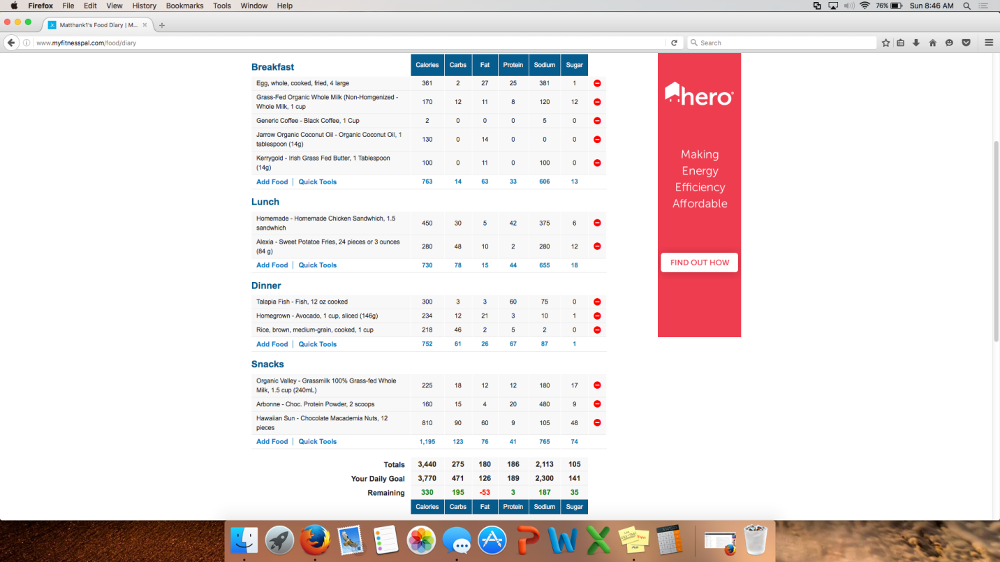 Firefox File Edit View History Bookmarks Tools Window Help 76% Sun 8:46 AM
Matthank1's Food Diary | M...
www.myfitnesspal.com/food/diary Search
Breakfast Calories Carbs Fat Protein Sodium Sugar
Egg, whole, cooked, fried, 4 large 361 2 27 25 381 1
Grass-Fed Organic Whole Milk (Non-Homgenized -
Whole Milk, 1 cup 170 12 11 8 120 12
Generic Coffee - Black Coffee, 1 Cup 2 0 0 0 5 0
Jarrow Organic Coconut Oil - Organic Coconut Oil, 1
tablespoon (14g) 130 0 14 0 0 0
Kerrygold - Irish Grass Fed Butter, 1 Tablespoon
(14g) 100 0 11 0 100 0
Add Food | Quick Tools 763 14 63 33 606 13
Lunch
Homemade - Homemade Chicken Sandwhich, 1.5
sandwhich 450 30 5 42 375 6
Alexia - Sweet Potatoe Fries, 24 pieces or 3 ounces
(84 g) 280 48 10 2 280 12
Add Food | Quick Tools 730 78 15 44 655 18
Dinner
Talapia Fish - Fish, 12 oz cooked 300 3 3 60 75 0
Homegrown - Avocado, 1 cup, sliced (146g) 234 12 21 3 10 1
Rice, brown, medium-grain, cooked, 1 cup 218 46 2 5 2 0
Add Food | Quick Tools 752 61 26 67 87 1
Snacks
Organic Valley - Grassmilk 100% Grass-fed Whole
Milk, 1.5 cup (240mL) 225 18 12 12 180 17
Arbonne - Choc. Protein Powder, 2 scoops 160 15 4 20 480 9
Hawaiian Sun - Chocolate Macademia Nuts, 12
pieces 810 90 60 9 105 48
Add Food | Quick Tools 1,195 123 76 41 765 74
Totals 3,440 275 180 186 2,113 105
Your Daily Goal 3,770 471 126 189 2,300 141
Remaining 330 195 -53 3 187 35
Calories Carbs Fat Protein Sodium Sugar
hero
Making
Energy
Efficiency
Affordable
FIND OUT HOW